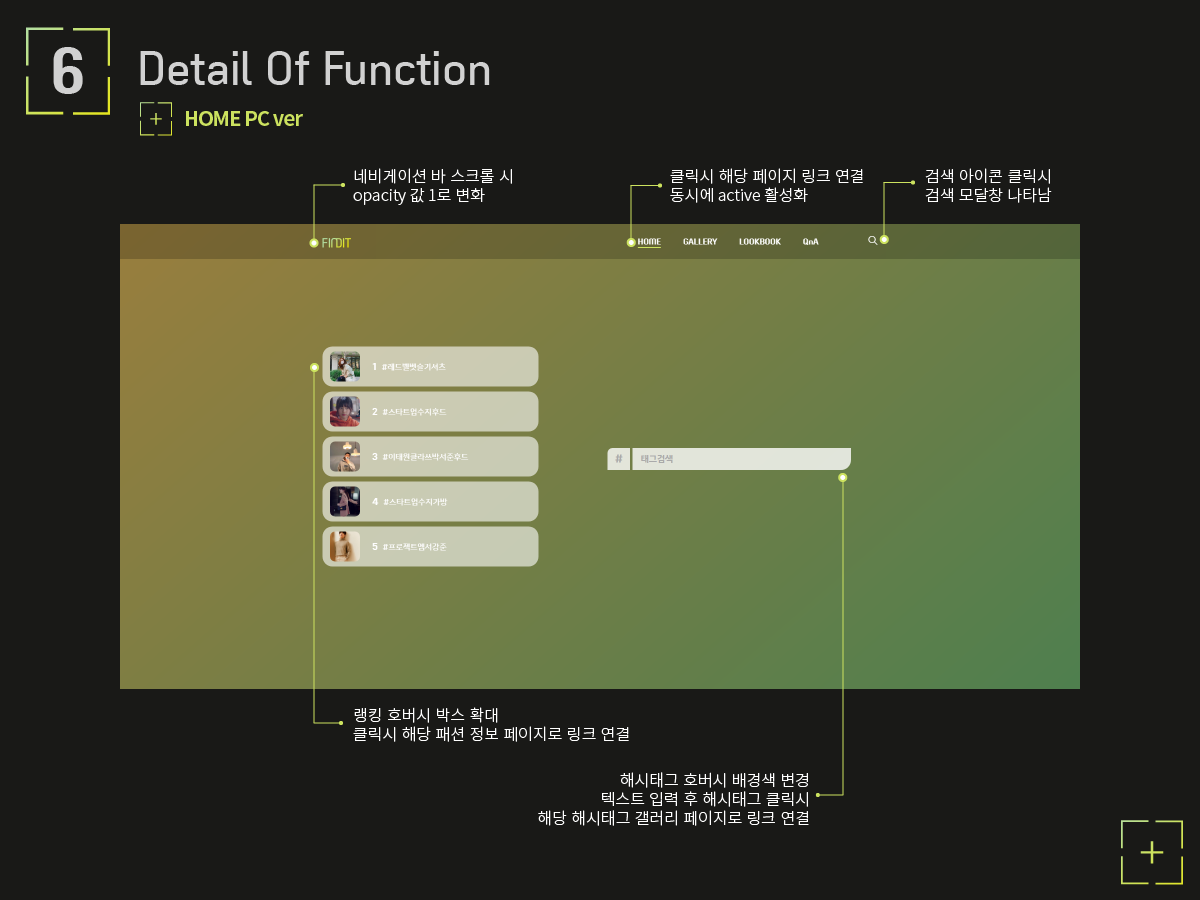 6
Detail Of Function
HOME PC ver
네비게이션 바 스크롤 시
opacity 값 1로 변화
클릭시 해당 페이지 링크 연결
동시에 active 활성화
검색 아이콘 클릭시
검색 모달창 나타남
FINDIT
HOME GALLERY LOOKBOOK QnA
1 #레드벨벳슬기셔츠
2 #스타트업수지후드
3 #이태원클라쓰박서준후드
4 #스타트업수지가방
5 #프로젝트맨서강준
# 태그검색
랭킹 호버시 박스 확대
클릭시 해당 패션 정보 페이지로 링크 연결
해시태그 호버시 배경색 변경
텍스트 입력 후 해시태그 클릭시
해당 해시태그 갤러리 페이지로 링크 연결